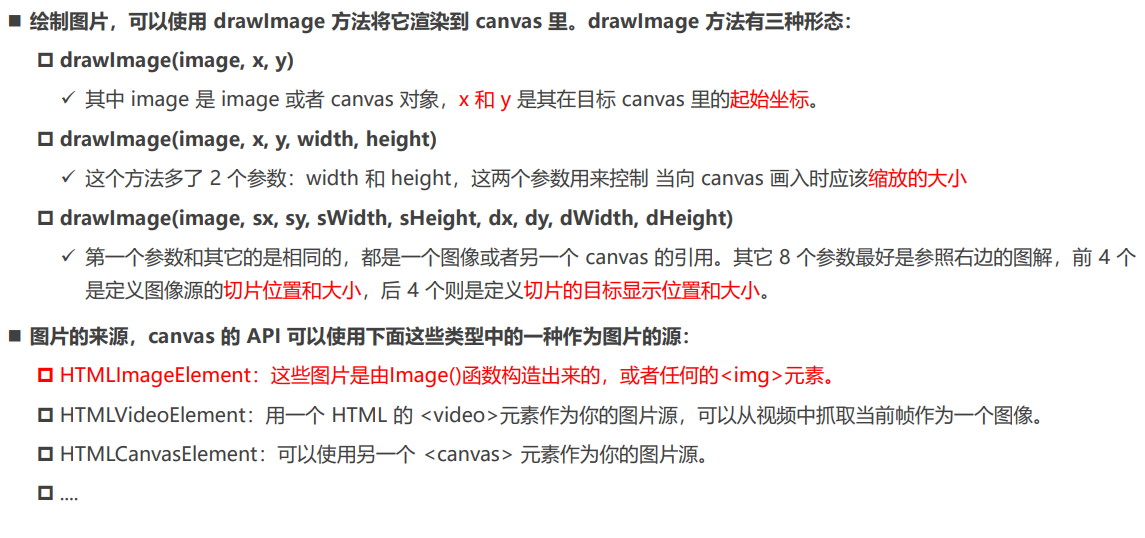 绘制图片，可以使用 drawImage 方法将它渲染到 canvas 里。drawImage 方法有三种形态：
drawImage(image, x, y)
其中 image 是 image 或者 canvas 对象，x 和 y 是其在目标 canvas 里的起始坐标。
drawImage(image, x, y, width, height)
这个方法多了 2 个参数：width 和 height，这两个参数用来控制 当向 canvas 画入时应该缩放的大小
drawImage(image, sx, sy, sWidth, sHeight, dx, dy, dWidth, dHeight)
第一个参数和其它的是相同的，都是一个图像或者另一个 canvas 的引用。其它 8 个参数最好是参照右边的图解，前 4 个
是定义图像源的切片位置和大小，后 4 个则是定义切片的目标显示位置和大小。
图片的来源，canvas 的 API 可以使用下面这些类型中的一种作为图片的源：
HTMLImageElement：这些图片是由Image()函数构造出来的，或者任何的<img>元素。
HTMLVideoElement：用一个 HTML 的 <video>元素作为你的图片源，可以从视频中抓取当前帧作为一个图像。
HTMLCanvasElement：可以使用另一个 <canvas> 元素作为你的图片源。
....